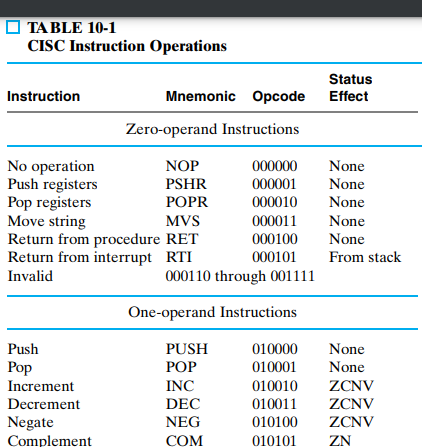 TABLE 10-1
CISC Instruction Operations
Instruction Mnemonic Opcode Status Effect
Zero-operand Instructions
No operation NOP 000000 None
Push registers PSHR 000001 None
Pop registers POPR 000010 None
Move string MVS 000011 None
Return from procedure RET 000100 None
Return from interrupt RTI 000101 From stack
Invalid 000110 through 001111
One-operand Instructions
Push PUSH 010000 None
Pop POP 010001 None
Increment INC 010010 ZCNV
Decrement DEC 010011 ZCNV
Negate NEG 010100 ZCNV
Complement COM 010101 ZN